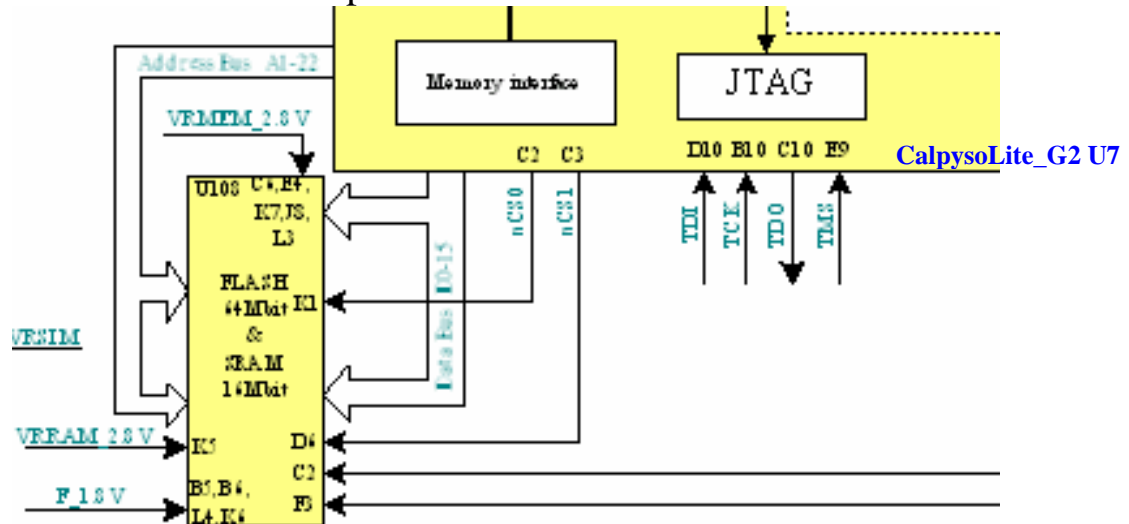 Address Bus A1-22
Memory interface
JTAG
VRMEM_2.8 V
C2 C3
D10 B10 C10 E9
CalpysoLite_G2 U7
U108
K7,J8,
L3
nCS0
nCS1
TDI
TCK
TDO
TMS
FLASH
64Mbit
K1
&
SRAM
16Mbit
Data Bus D0-15
VRSIM
VRRAM_2.8 V
K5
D6
C2
F_1.8 V
B5,B6,
L4,K6
F3